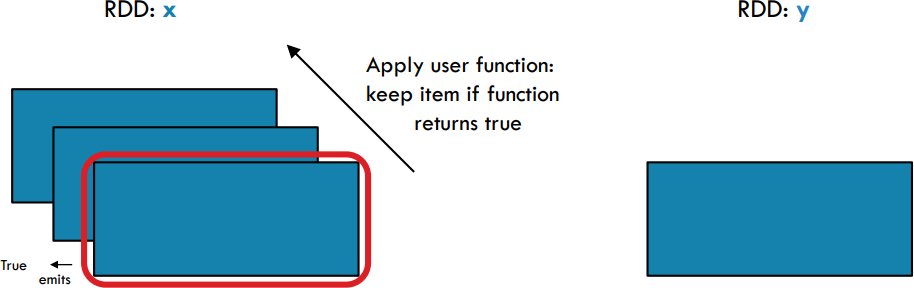 RDD: x
RDD: y
Apply user function:
keep item if function
returns true
True
emits